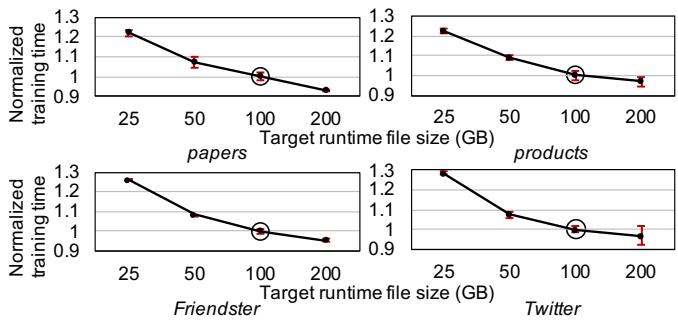 Normalized
training time
1.3
1.2
1.1
1
0.9
25 50 100 200
1.3
1.2
1.1
1
0.9
25 50 100 200
Target runtime file size (GB)
papers products
Normalized
training time
1.3
1.2
1.1
1
0.9
25 50 100 200
1.3
1.2
1.1
1
0.9
25 50 100 200
Target runtime file size (GB)
Friendster Twitter